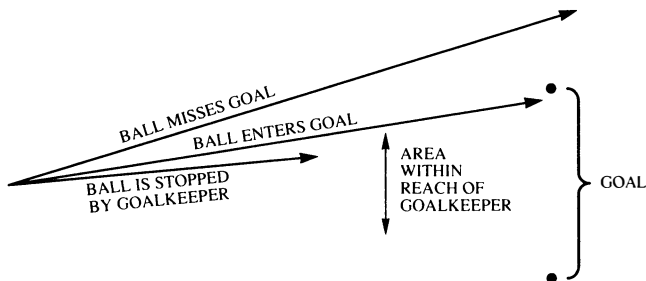 BALL MISSES GOAL
BALL ENTERS GOAL
BALL IS STOPPED
BY GOALKEEPER
AREA
WITHIN
REACH OF
GOALKEEPER
GOAL